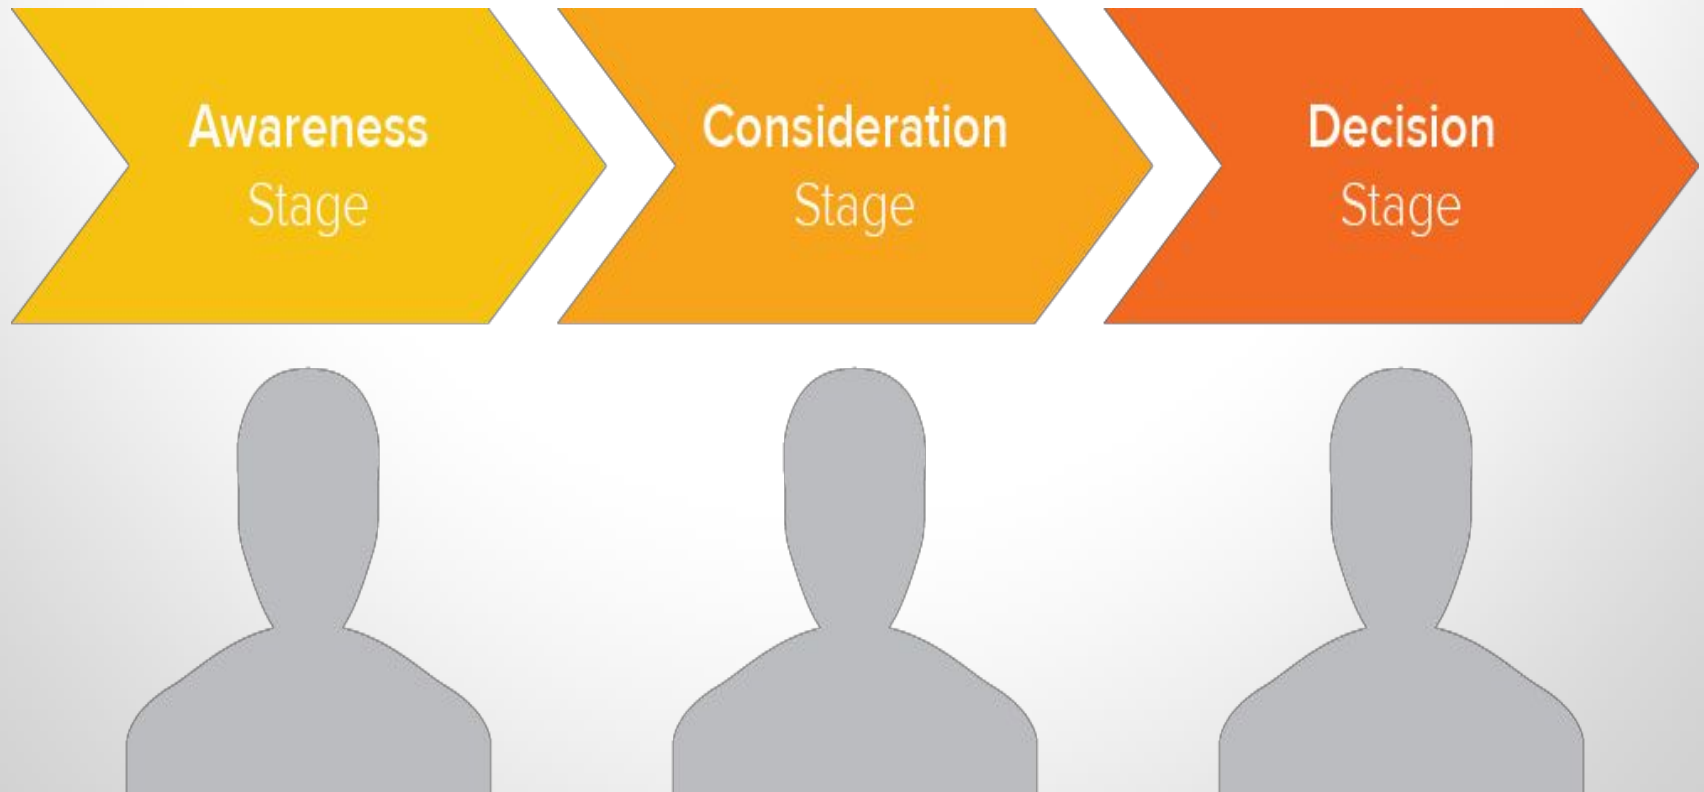 Awareness
Stage
Consideration
Stage
Decision
Stage